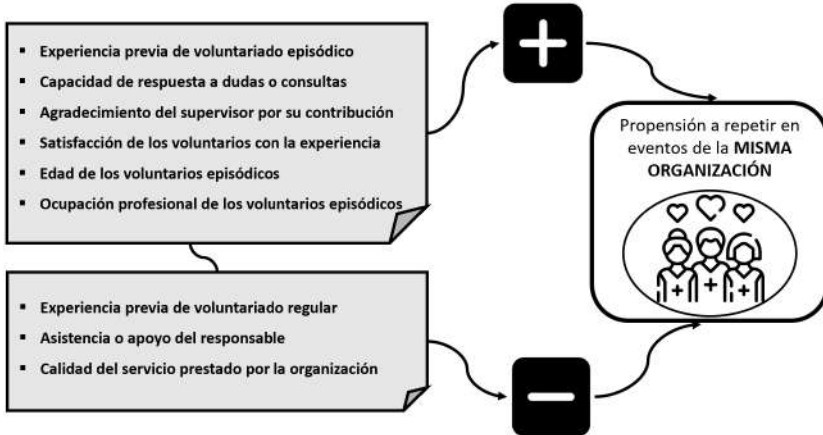 Experiencia previa de voluntariado episódico
Capacidad de respuesta a dudas o consultas
Agradecimiento del supervisor por su contribución
Satisfacción de los voluntarios con la experiencia
Edad de los voluntarios episódicos
Ocupación profesional de los voluntarios episódicos
Experiencia previa de voluntariado regular
Asistencia o apoyo del responsable
Calidad del servicio prestado por la organización
Propensión a repetir en
eventos de la MISMA
ORGANIZACIÓN